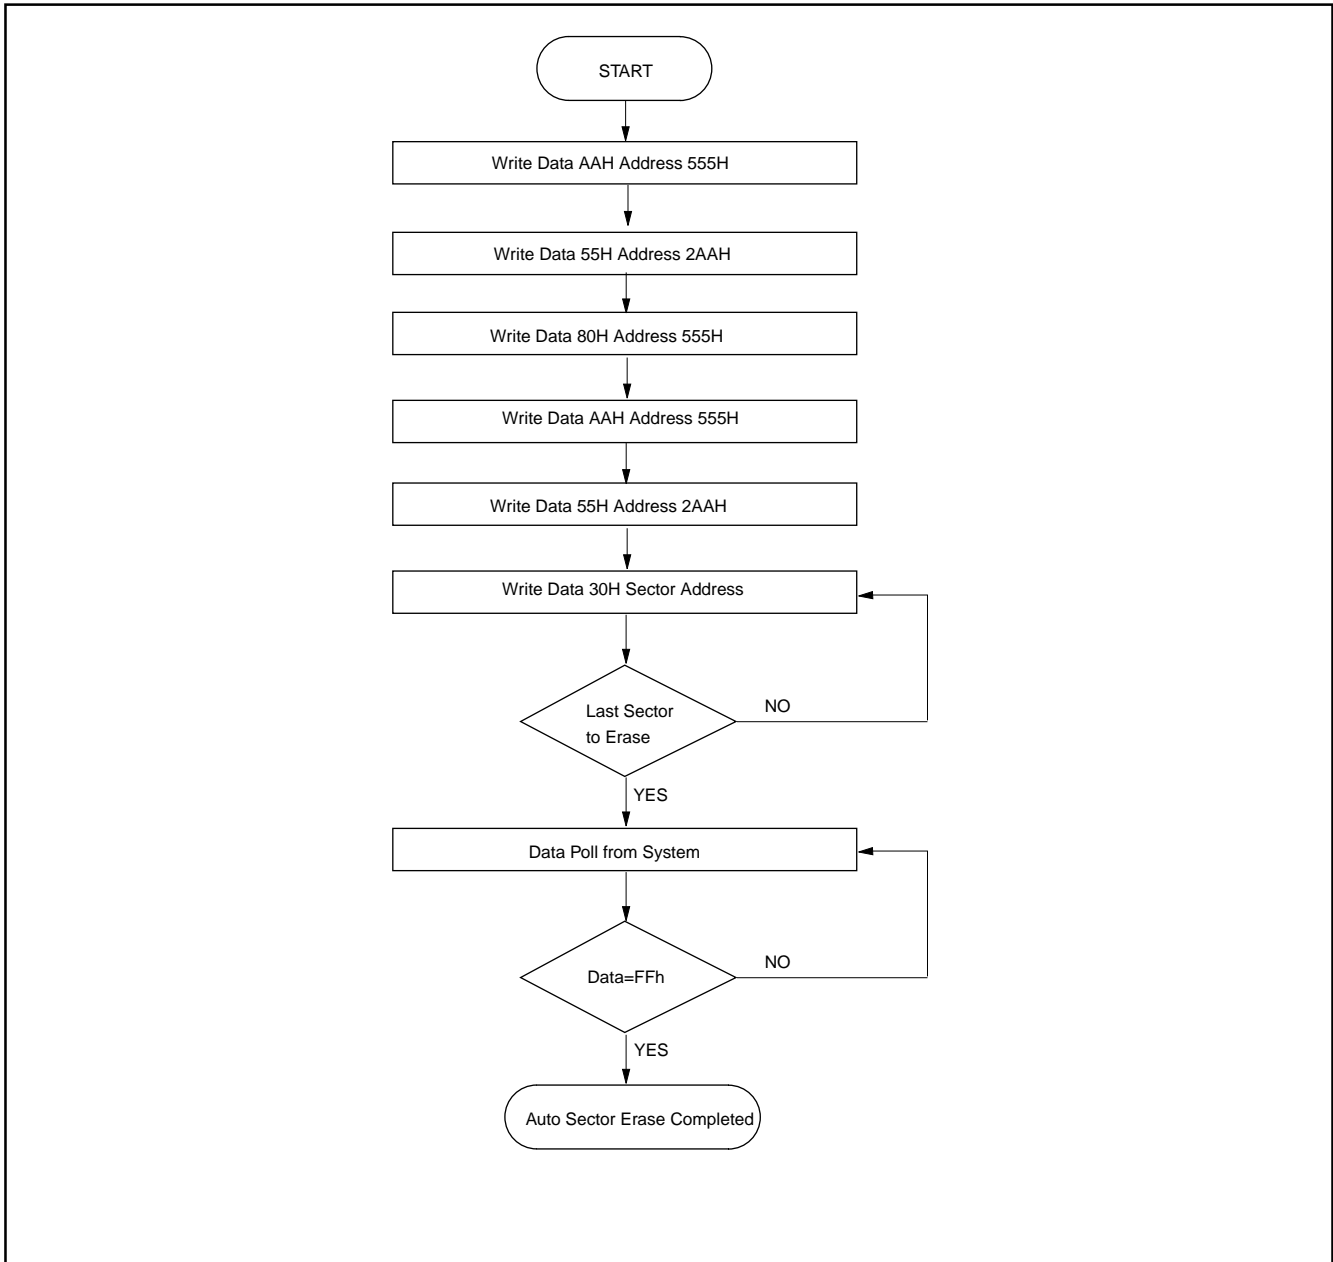 START
Write Data AAH Address 555H
Write Data 55H Address 2AAH
Write Data 80H Address 555H
Write Data AAH Address 555H
Write Data 55H Address 2AAH
Write Data 30H Sector Address
Last Sector
to Erase
NO
YES
Data Poll from System
Data=FFh
NO
YES
Auto Sector Erase Completed